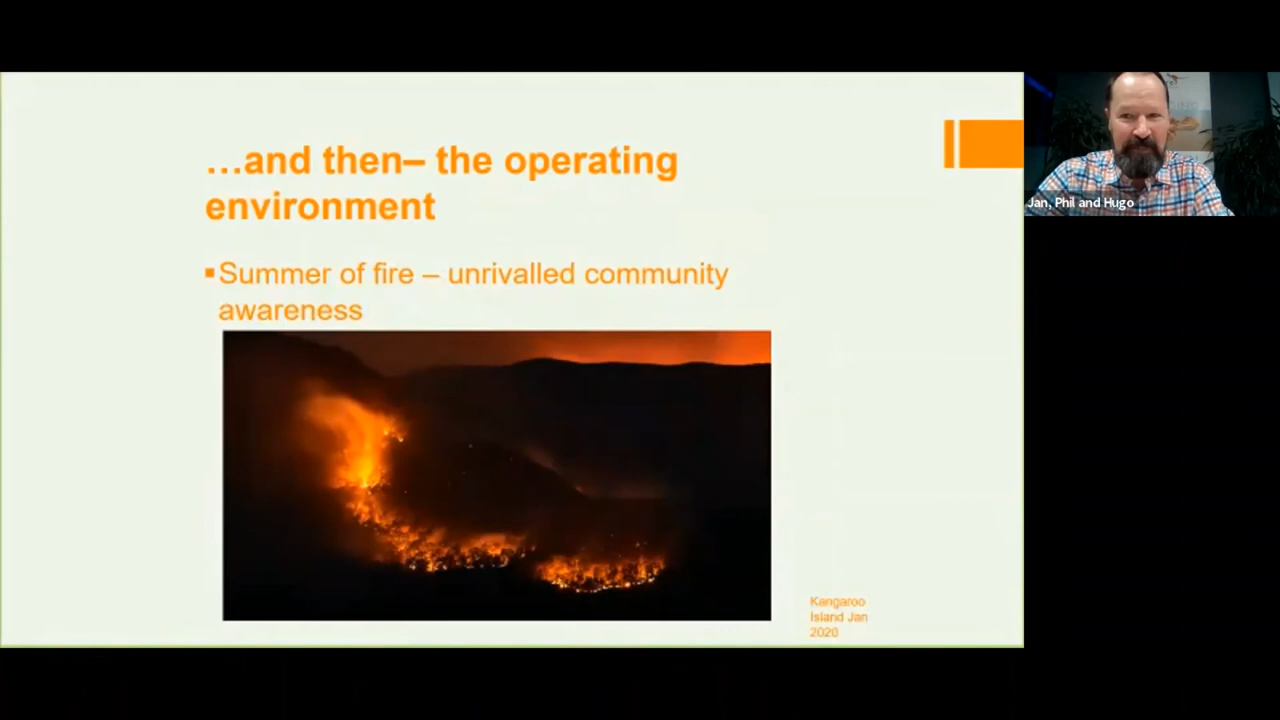 …and then– the operating
environment
▪Summer of fire – unrivalled community
awareness
Kangaroo
Island Jan
2020
Jan, Phil and Hugo